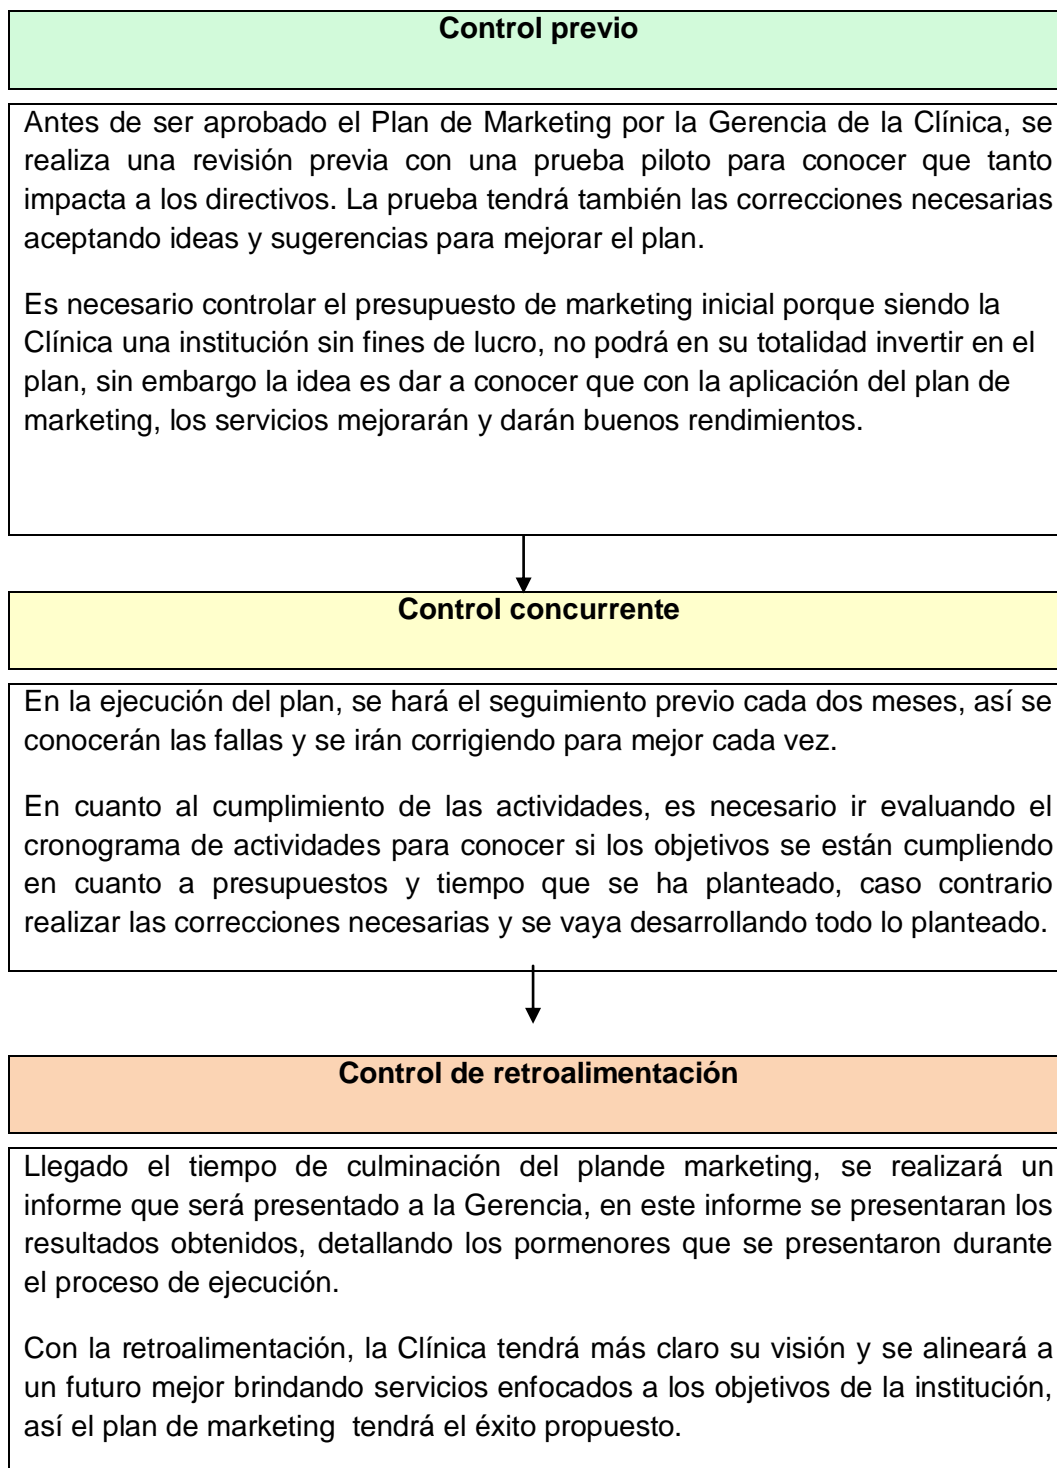 Control previo
Antes de ser aprobado el Plan de Marketing por la Gerencia de la Clínica, se
realiza una revisión previa con una prueba piloto para conocer que tanto
impacta a los directivos. La prueba tendrá también las correcciones necesarias
aceptando ideas y sugerencias para mejorar el plan.
Es necesario controlar el presupuesto de marketing inicial porque siendo la
Clínica una institución sin fines de lucro, no podrá en su totalidad invertir en el
plan, sin embargo la idea es dar a conocer que con la aplicación del plan de
marketing, los servicios mejorarán y darán buenos rendimientos.
Control concurrente
En la ejecución del plan, se hará el seguimiento previo cada dos meses, así se
conocerán las fallas y se irán corrigiendo para mejor cada vez.
En cuanto al cumplimiento de las actividades, es necesario ir evaluando el
cronograma de actividades para conocer si los objetivos se están cumpliendo
en cuanto a presupuestos y tiempo que se ha planteado, caso contrario
realizar las correcciones necesarias y se vaya desarrollando todo lo planteado.
Control de retroalimentación
Llegado el tiempo de culminación del plande marketing, se realizará un
informe que será presentado a la Gerencia, en este informe se presentaran los
resultados obtenidos, detallando los pormenores que se presentaron durante
el proceso de ejecución.
Con la retroalimentación, la Clínica tendrá más claro su visión y se alineará a
un futuro mejor brindando servicios enfocados a los objetivos de la institución,
así el plan de marketing  tendrá el éxito propuesto.